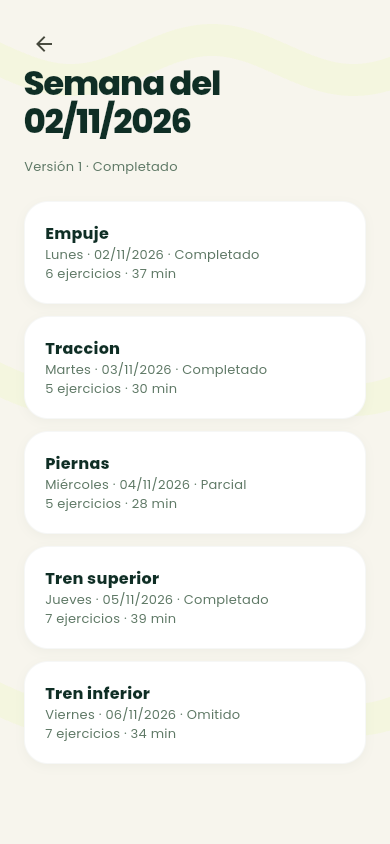 Semana del
02/11/2026
Versión 1 · Completado
Empuje
Lunes · 02/11/2026 · Completado
6 ejercicios · 37 min
Traccion
Martes · 03/11/2026 · Completado
5 ejercicios · 30 min
Piernas
Miércoles · 04/11/2026 · Parcial
5 ejercicios · 28 min
Tren superior
Jueves · 05/11/2026 · Completado
7 ejercicios · 39 min
Tren inferior
Viernes · 06/11/2026 · Omitido
7 ejercicios · 34 min